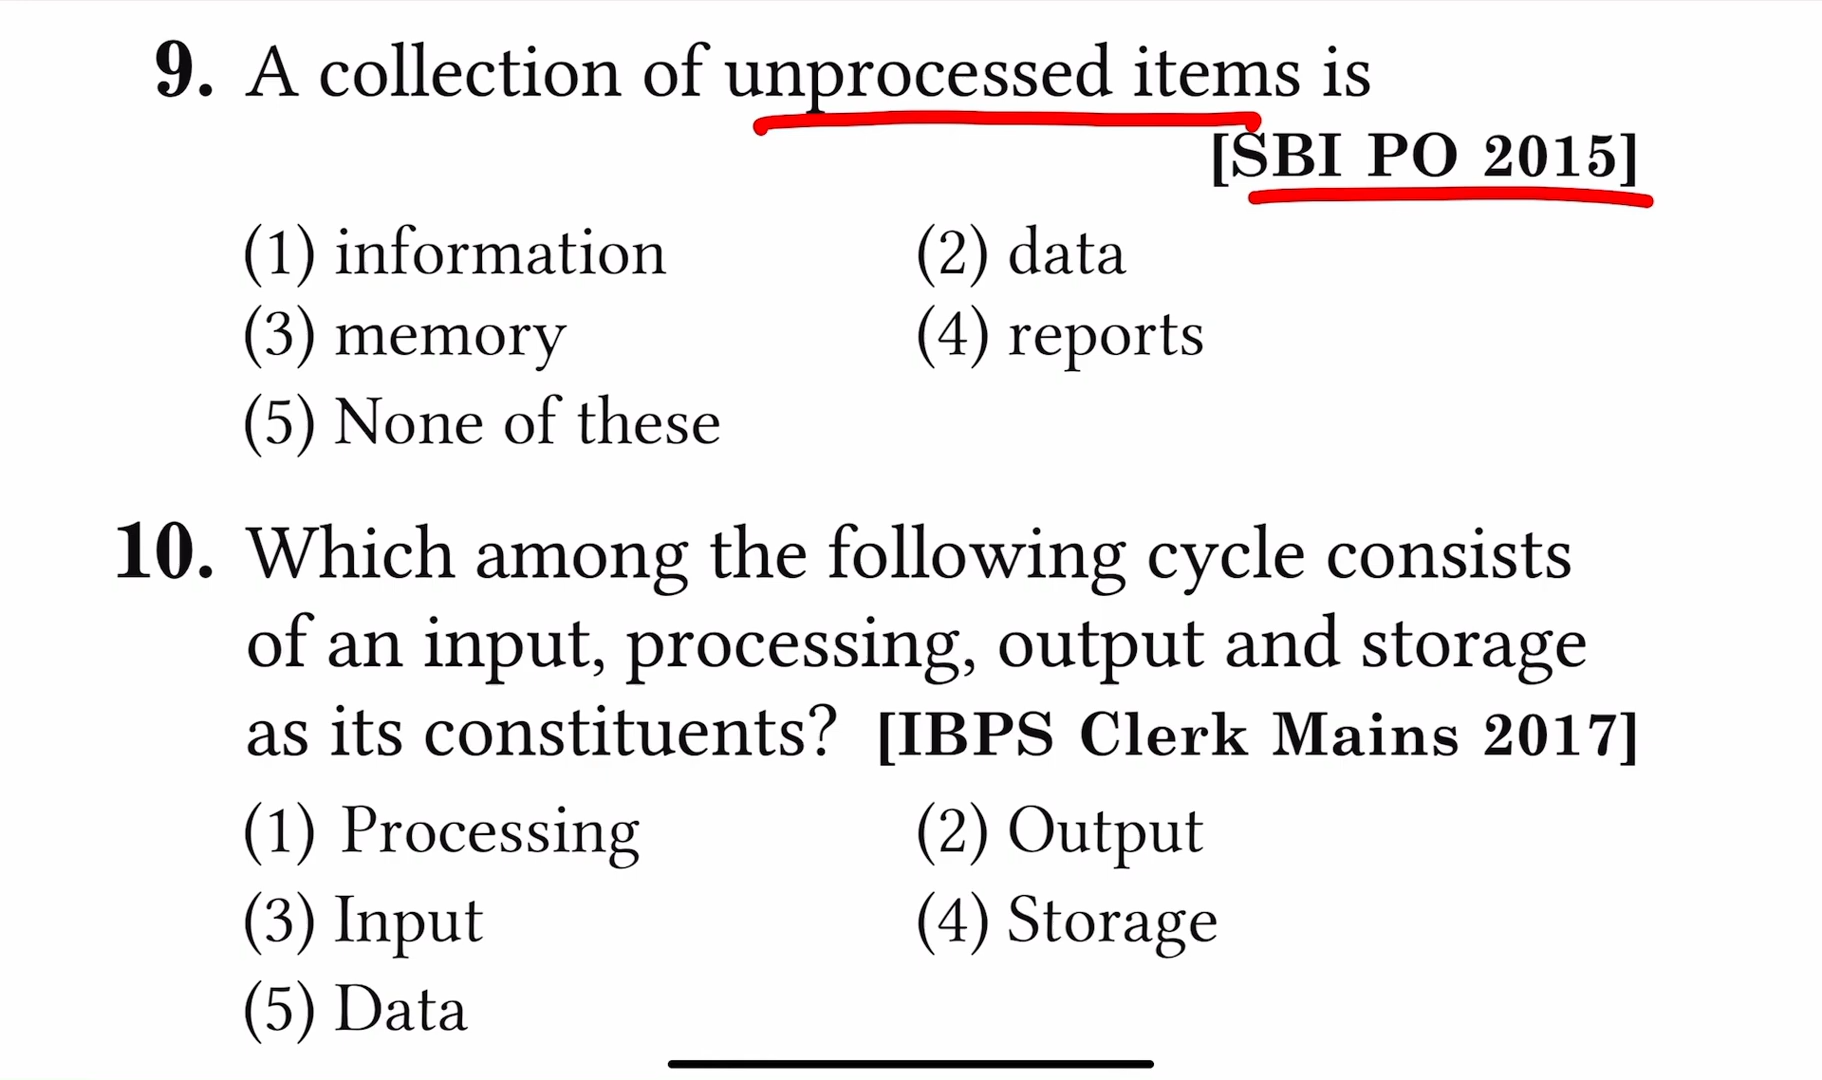 9. A collection of unprocessed items is
[SBI PO 2015]
(1) information (2) data
(3) memory (4) reports
(5) None of these
10. Which among the following cycle consists
of an input, processing, output and storage
as its constituents? [IBPS Clerk Mains 2017]
(1) Processing (2) Output
(3) Input (4) Storage
(5) Data